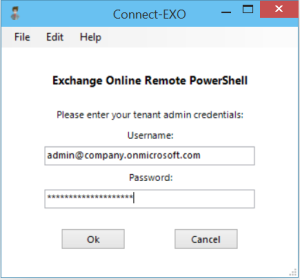 Connect-EXO
File Edit Help
Exchange Online Remote PowerShell
Please enter your tenant admin credentials:
Username:
admin@company.onmicrosoft.com
Password:
********************
Ok Cancel